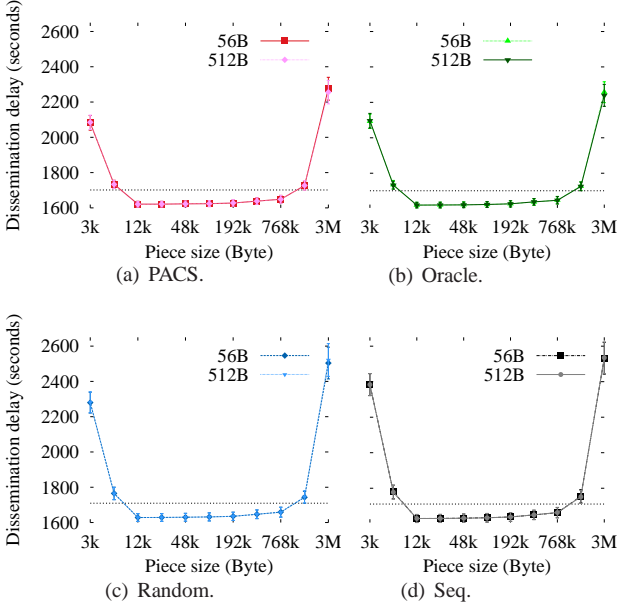 2600
2400
2200
2000
1800
1600
Dissemination delay (seconds)
56B
512B
3k 12k 48k 192k 768k 3M
Piece size (Byte)
(a) PACS.
56B
512B
3k 12k 48k 192k 768k 3M
Piece size (Byte)
(b) Oracle.
2600
2400
2200
2000
1800
1600
Dissemination delay (seconds)
56B
512B
3k 12k 48k 192k 768k 3M
Piece size (Byte)
(c) Random.
56B
512B
3k 12k 48k 192k 768k 3M
Piece size (Byte)
(d) Seq.